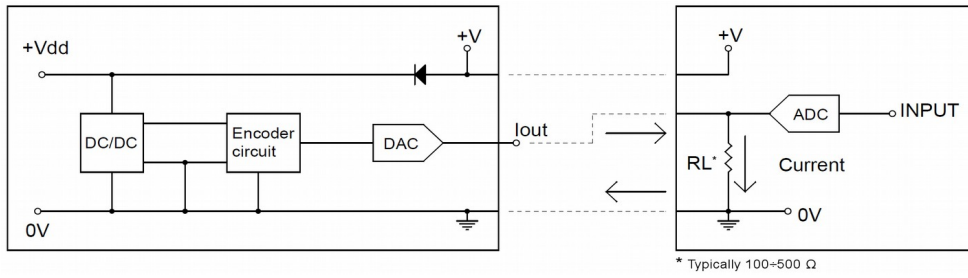 +Vdd
+V
DC/DC
Encoder
circuit
DAC
Iout
0V
+V
ADC
INPUT
RL*
Current
0V
* Typically 100÷500 Ω